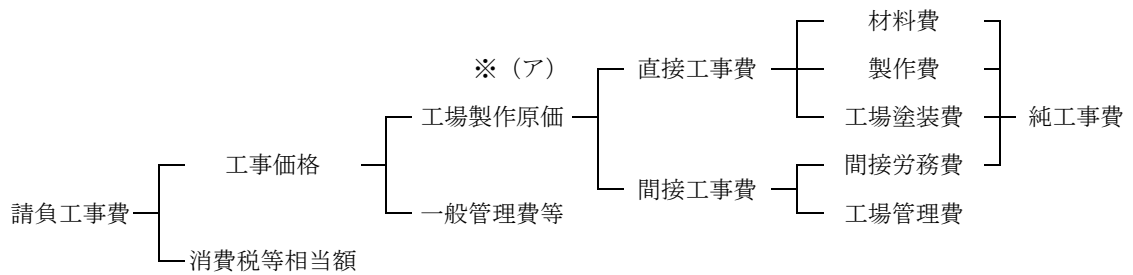 材料費
※（ア） 直接工事費 製作費
工場製作原価 工場塗装費 純工事費
工事価格 間接労務費
間接工事費
請負工事費 一般管理費等 工場管理費
消費税等相当額